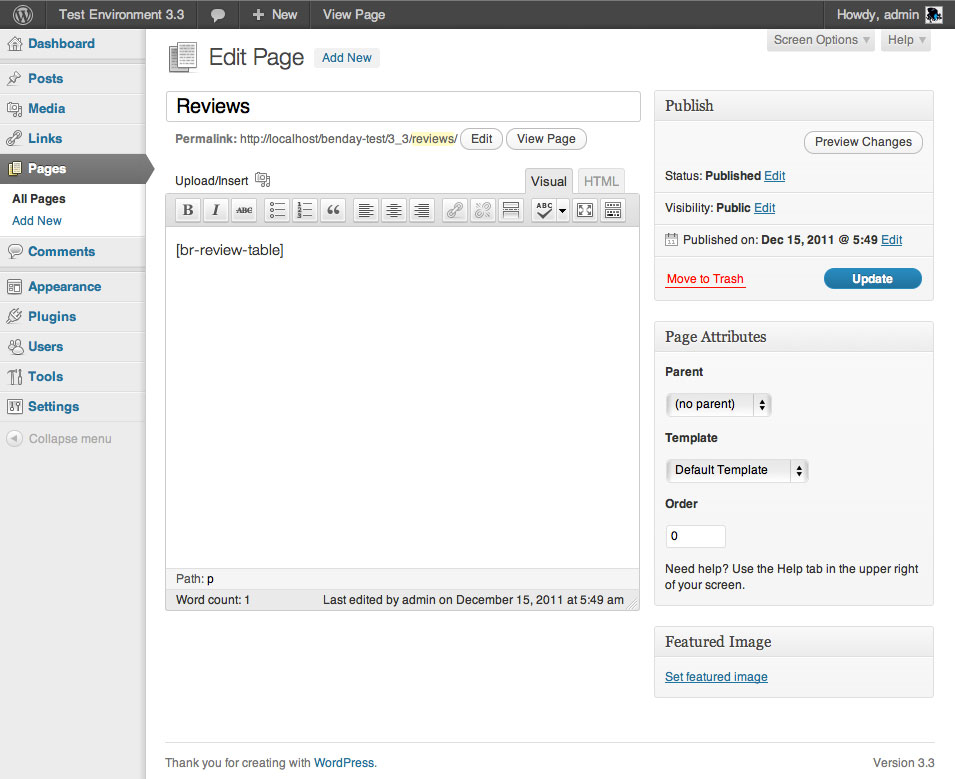 Test Environment 3.3
New
View Page
Howdy, admin
Screen Options
Help
Dashboard
Posts
Media
Links
Pages
All Pages
Add New
Comments
Appearance
Plugins
Users
Tools
Settings
Collapse menu
Edit Page
Add New
Reviews
Permalink: http://localhost/benday-test/3_3/reviews/
Edit
View Page
Upload/Insert
Visual
HTML
B
I
ABC
ABC
[br-review-table]
Path: p
Word count: 1
Last edited by admin on December 15, 2011 at 5:49 am
Publish
Preview Changes
Status: Published Edit
Visibility: Public Edit
Published on: Dec 15, 2011 @ 5:49 Edit
Move to Trash
Update
Page Attributes
Parent
(no parent)
Template
Default Template
Order
0
Need help? Use the Help tab in the upper right
of your screen.
Featured Image
Set featured image
Thank you for creating with WordPress.
Version 3.3